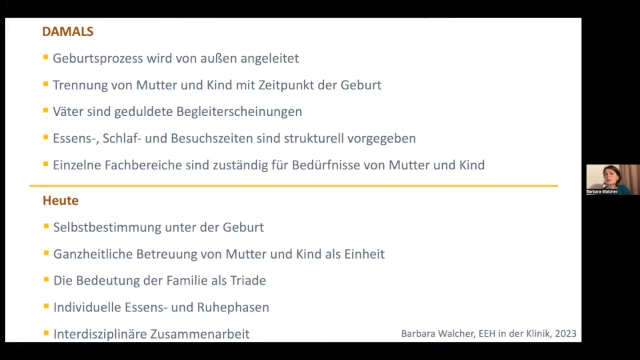 DAMALS
Geburtsprozess wird von außen angeleitet
Trennung von Mutter und Kind mit Zeitpunkt der Geburt
Väter sind geduldete Begleiterscheinungen
Essens-, Schlaf- und Besuchszeiten sind strukturell vorgegeben
Einzelne Fachbereiche sind zuständig für Bedürfnisse von Mutter und Kind
Heute
Selbstbestimmung unter der Geburt
Ganzheitliche Betreuung von Mutter und Kind als Einheit
Die Bedeutung der Familie als Triade
Individuelle Essens- und Ruhephasen
Interdisziplinäre Zusammenarbeit
Barbara Walcher, EEH in der Klinik, 2023
Barbara Walcher